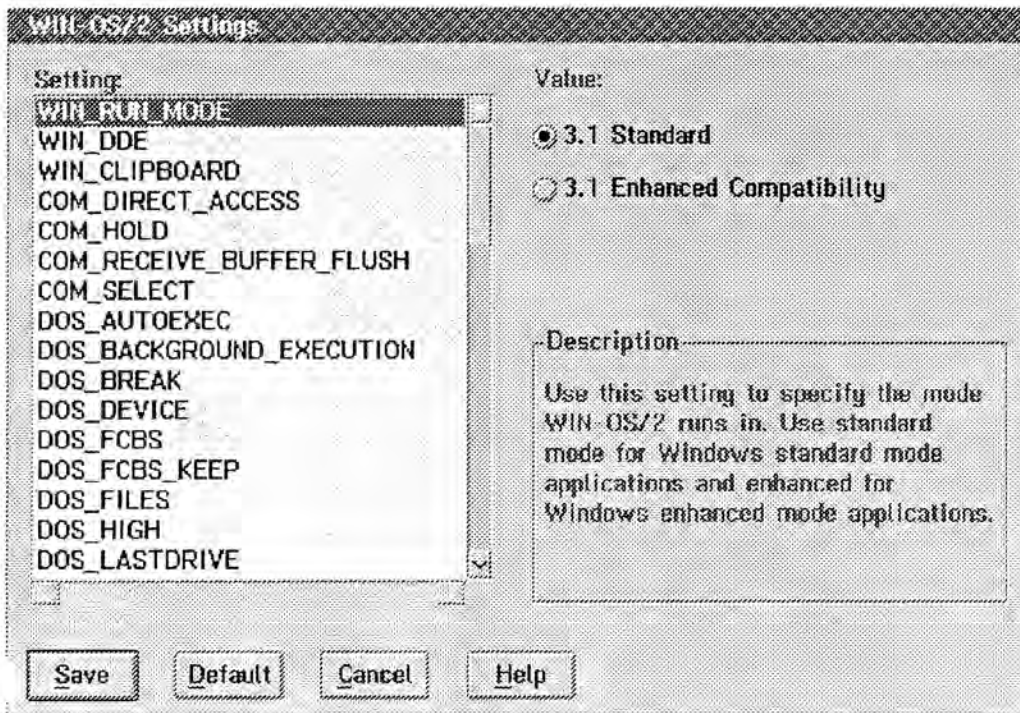 WIN-OS/2 Settings
Setting:
WIN_RUN_MODE
WIN_DDE
WIN_CLIPBOARD
COM_DIRECT_ACCESS
COM_HOLD
COM_RECEIVE_BUFFER_FLUSH
COM_SELECT
DOS_AUTOEXEC
DOS_BACKGROUND_EXECUTION
DOS_BREAK
DOS_DEVICE
DOS_FCBS
DOS_FCBS_KEEP
DOS_FILES
DOS_HIGH
DOS_LASTDRIVE
Value:
3.1 Standard
3.1 Enhanced Compatibility
Description
Use this setting to specify the mode
WIN-OS/2 runs in. Use standard
mode for Windows standard mode
applications and enhanced for
Windows enhanced mode applications.
Save Default Cancel Help